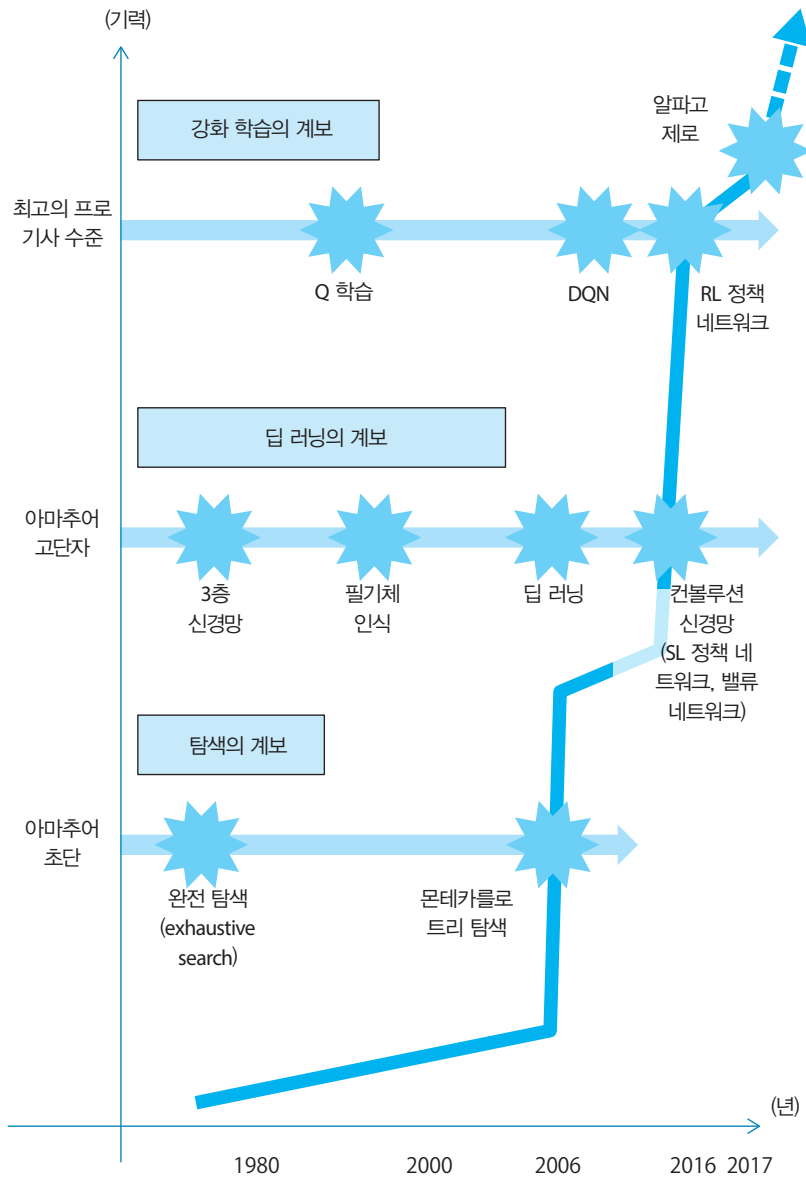 (기력)
강화 학습의 계보
알파고
제로
최고의 프로
기사 수준
Q 학습
DQN
RL 정책
네트워크
딥 러닝의 계보
아마추어
고단자
3층
신경망
필기체
인식
딥 러닝
컨볼루션
신경망
(SL 정책 네
트워크, 밸류
네트워크)
탐색의 계보
아마추어
초단
완전 탐색
(exhaustive
search)
몬테카를로
트리 탐색
(년)
1980
2000
2006
2016
2017